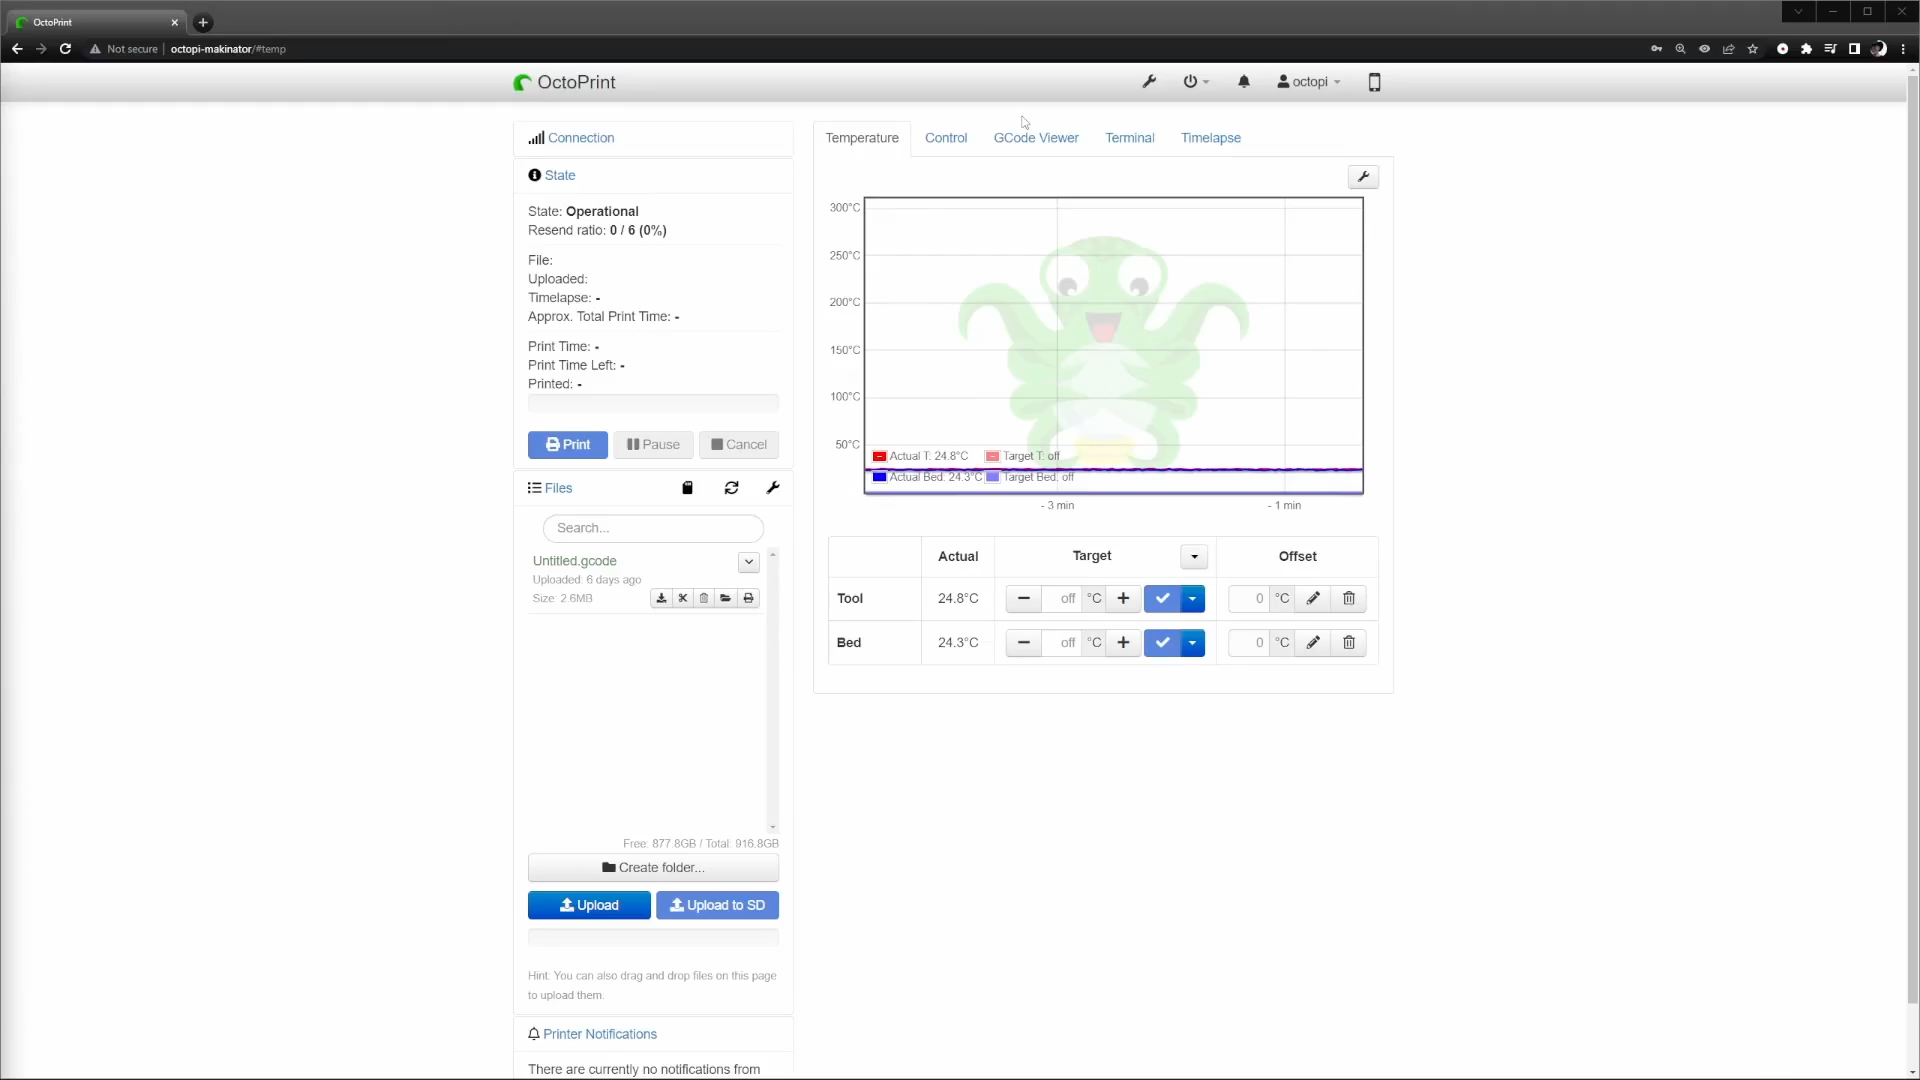 OctoPrint
Not secure
octopi-makinator/#temp
OctoPrint
octopi
Connection
State
State: Operational
Resend ratio: 0 / 6 (0%)
File:
Uploaded:
Timelapse: -
Approx. Total Print Time: -
Print Time: -
Print Time Left: -
Printed: -
Print
Pause
Cancel
Files
Search...
Untitled.gcode
Uploaded: 6 days ago
Size: 2.6MB
Free: 877.8GB / Total: 916.8GB
Create folder...
Upload
Upload to SD
Hint: You can also drag and drop files on this page
to upload them.
Printer Notifications
There are currently no notifications from
Temperature
Control
GCode Viewer
Terminal
Timelapse
300°C
250°C
200°C
150°C
100°C
50°C
Actual T: 24.8°C
Target T: off
Actual Bed: 24.3°C
Target Bed: off
- 3 min
- 1 min
Actual
Target
Offset
Tool
24.8°C
off
°C
0
°C
Bed
24.3°C
off
°C
0
°C